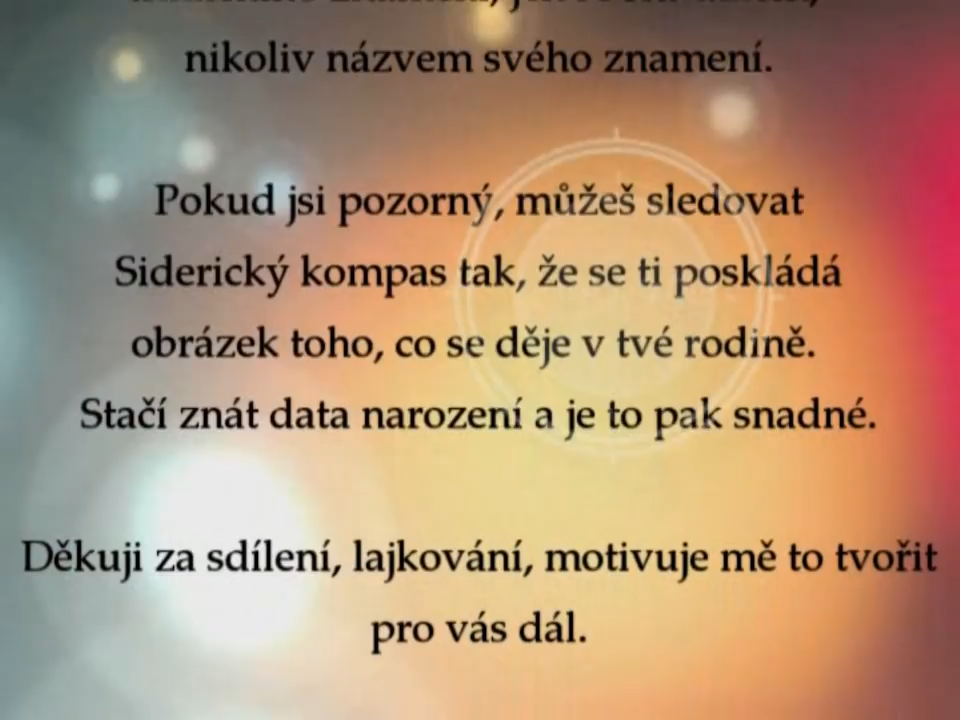 nikoliv názvem svého znamení.
Pokud jsi pozorný, můžeš sledovat
Siderický kompas tak, že se ti poskládá
obrázek toho, co se děje v tvé rodině.
Stačí znát data narození a je to pak snadné.
Děkuji za sdílení, lajkování, motivuje mě to tvořit
pro vás dál.